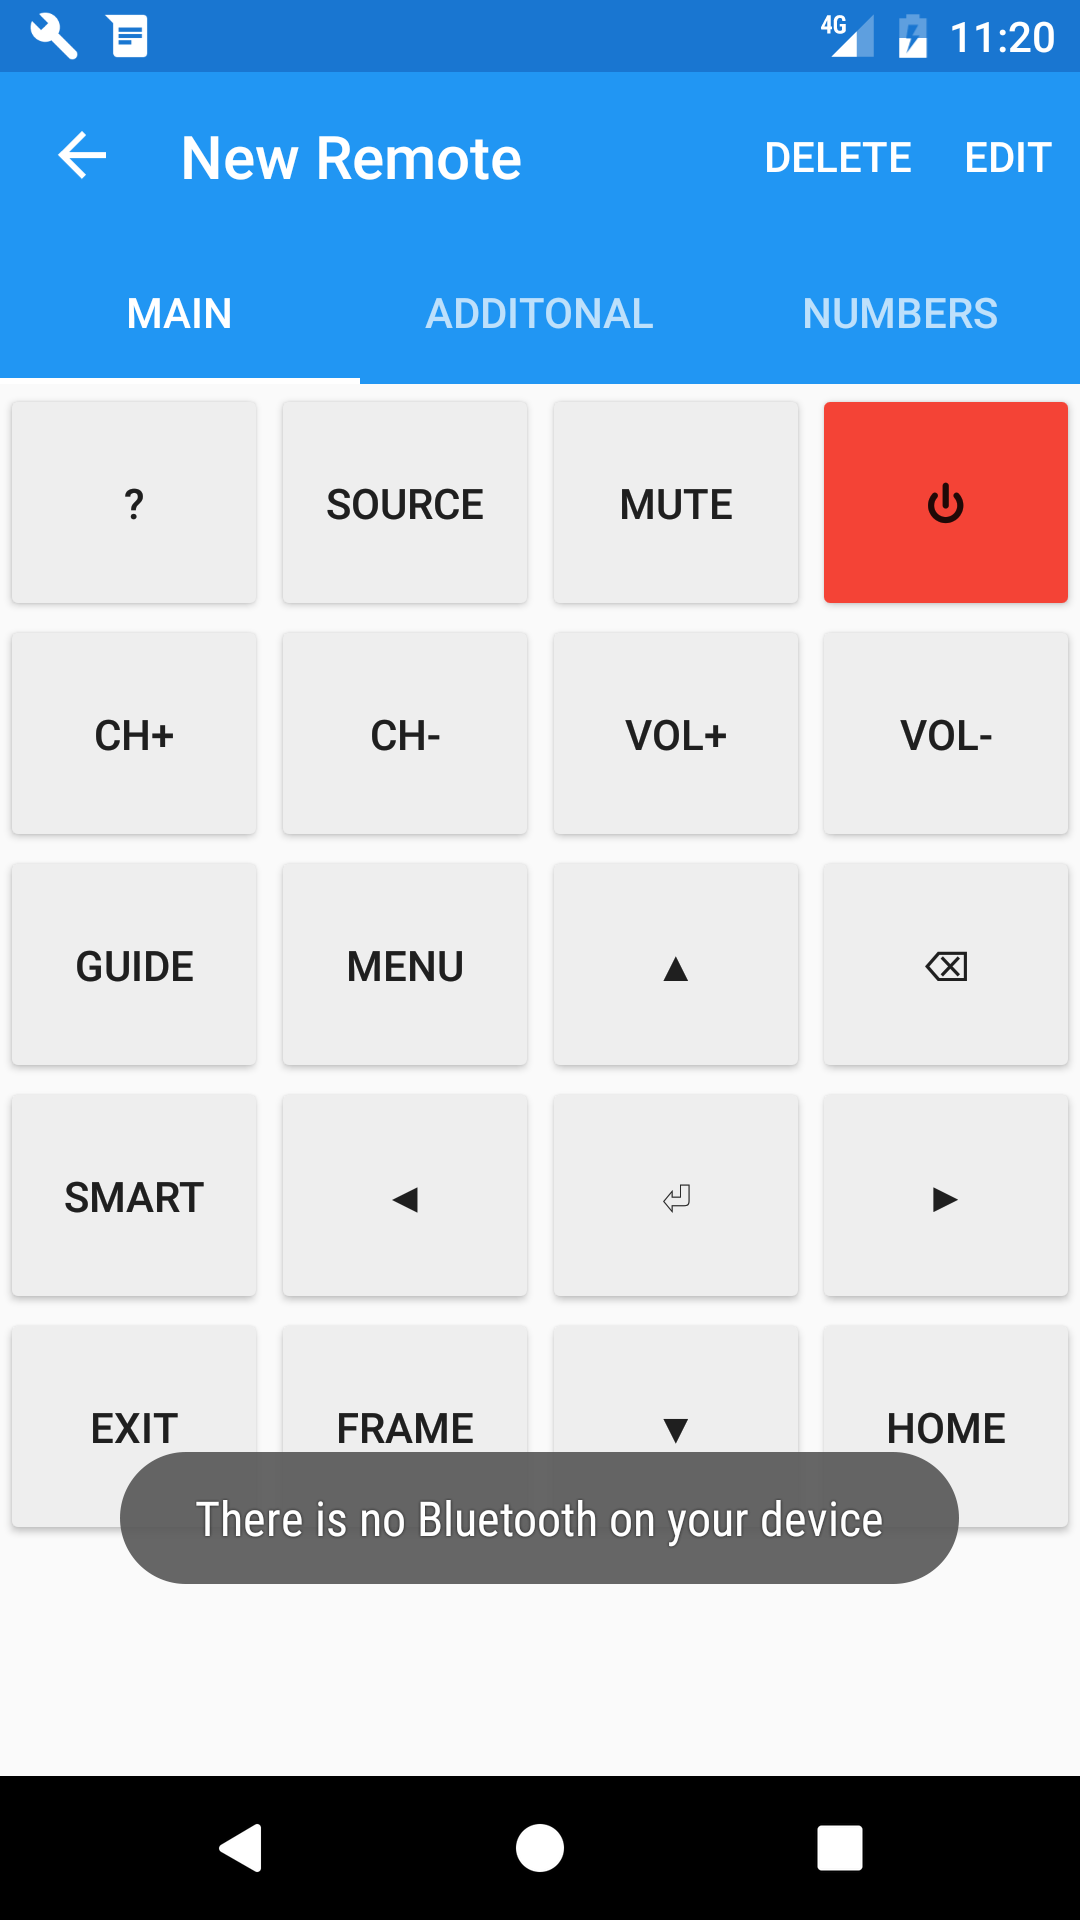 4G 11:20
New Remote DELETE EDIT
MAIN ADDITONAL NUMBERS
? SOURCE MUTE ⏻
CH+ CH- VOL+ VOL-
GUIDE MENU ▲ ⌫
SMART ◀ ⏎ ▶
EXIT FRAME ▼ HOME
There is no Bluetooth on your device